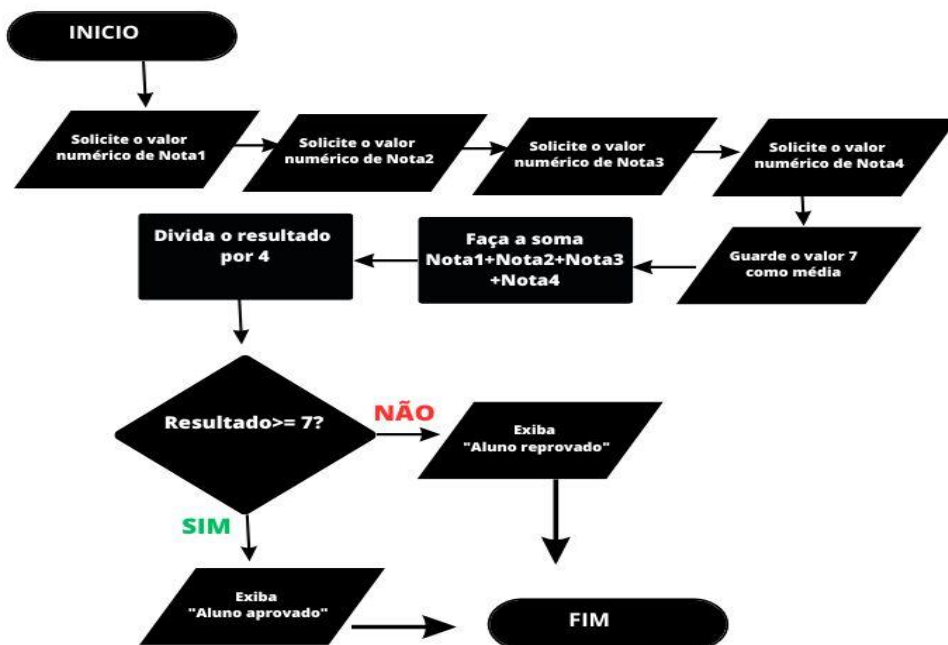 INICIO
Solicite o valor
numérico de Nota1
Solicite o valor
numérico de Nota2
Solicite o valor
numérico de Nota3
Solicite o valor
numérico de Nota4
Guarde o valor 7
como média
Faça a soma
Nota1+Nota2+Nota3
+Nota4
Divida o resultado
por 4
Resultado>= 7?
NÃO
Exiba
"Aluno reprovado"
SIM
Exiba
"Aluno aprovado"
FIM